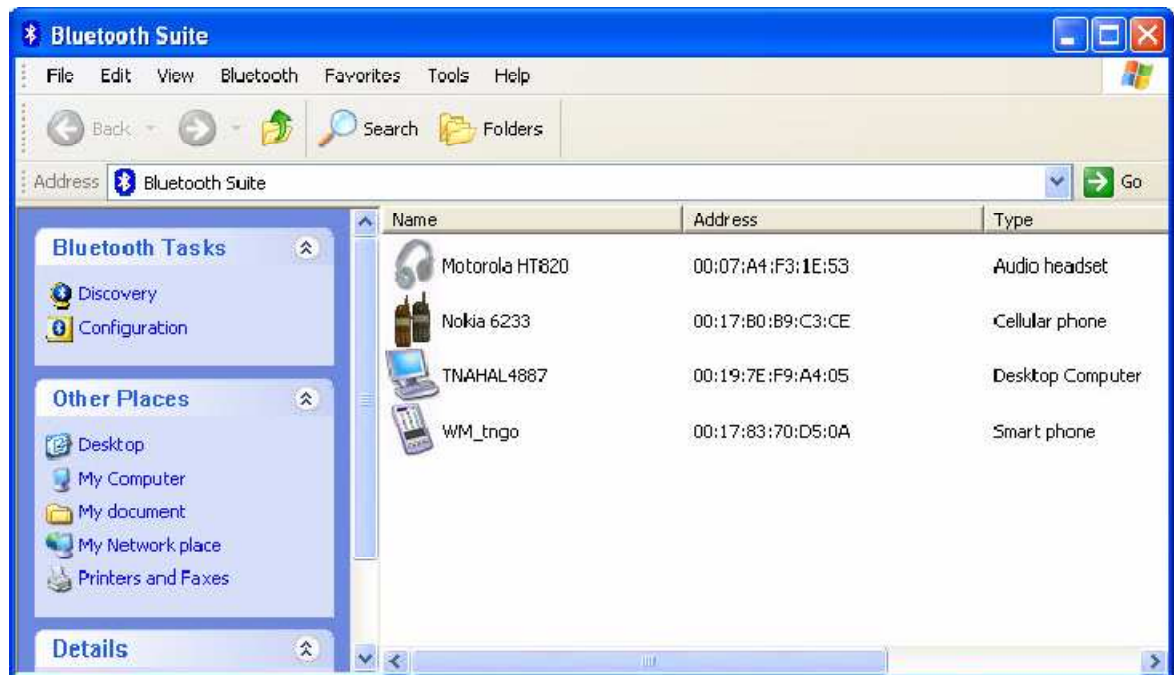 Bluetooth Suite
File Edit View Bluetooth Favorites Tools Help
Back Search Folders
Address Bluetooth Suite Go
Bluetooth Tasks
Discovery
Configuration
Other Places
Desktop
My Computer
My document
My Network place
Printers and Faxes
Details
Name Address Type
Motorola HT820 00:07:A4:F3:1E:53 Audio headset
Nokia 6233 00:17:B0:B9:C3:CE Cellular phone
TNAHAL4887 00:19:7E:F9:A4:05 Desktop Computer
WM_tngo 00:17:83:70:D5:0A Smart phone